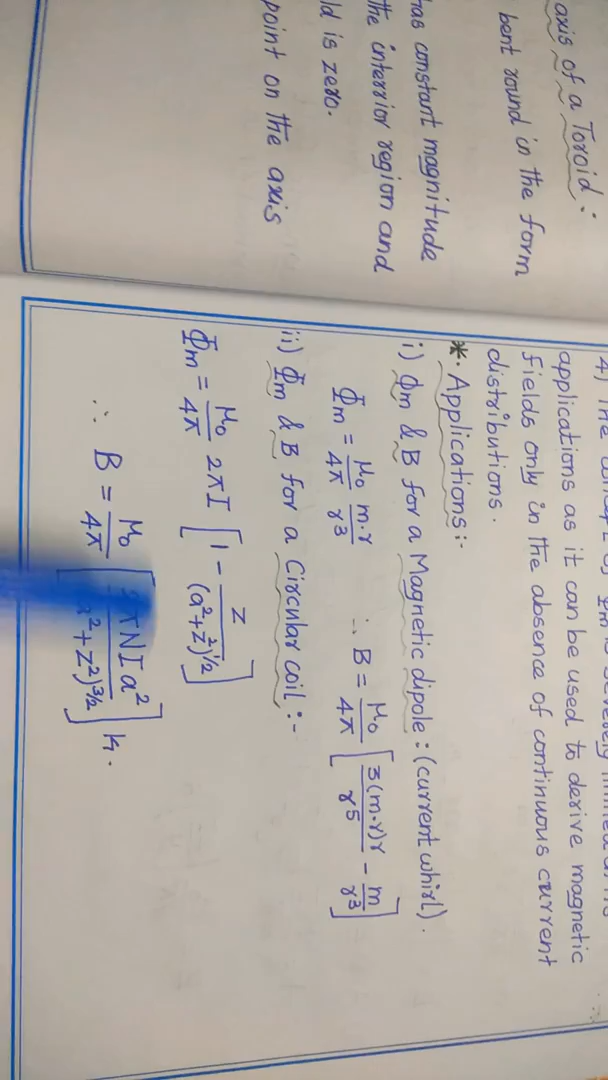 axis of a Toroid:
bent round in the form
has constant magnitude
the interior region and
ld is zero.
point on the axis
4) The
applications as it can be used to derive magnetic
fields only in the absence of continuous current
distributions.
*. Applications:-
i) Φm & B for a Magnetic dipole: (current whirl).
Φm = μ0/4π m·r/r³ ∴ B = μ0/4π [3(m·r)r/r⁵ - m/r³]
ii) Φm & B for a Circular coil:-
Φm = μ0/4π 2πI [1 - z/(a²+z²)^1/2]
∴ B = μ0/4π [2πNIa²/(a²+z²)^3/2]